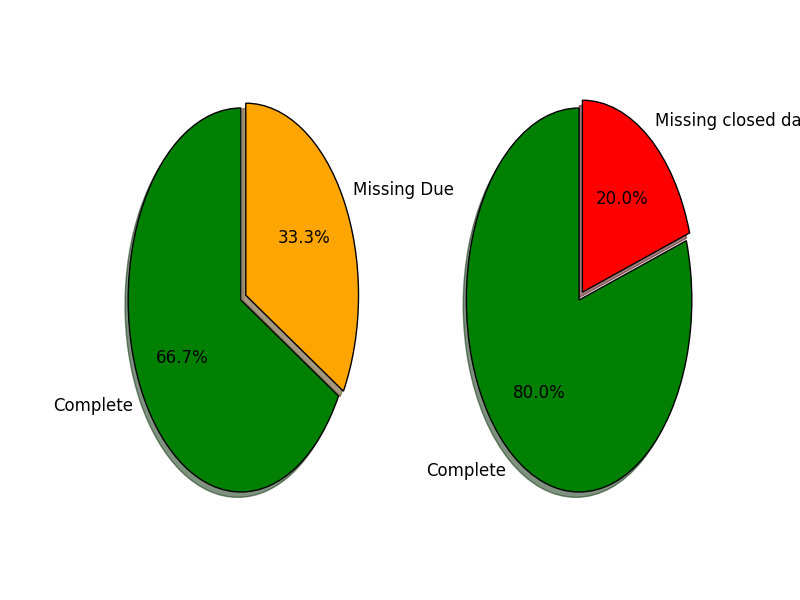 Missing Due
33.3%
66.7%
Complete
Missing closed da
20.0%
80.0%
Complete